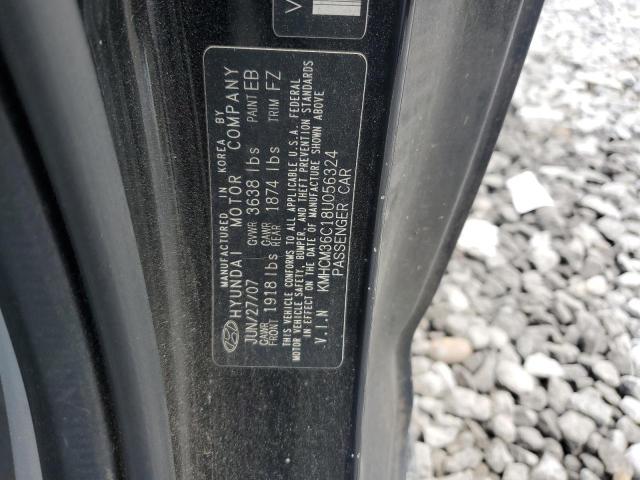 V
MANUFACTURED IN KOREA BY
HYUNDAI MOTOR COMPANY
JUN/27/07 GVWR 3638 lbs PAINT EB
GAWR FRONT 1918 lbs GAWR REAR 1874 lbs TRIM FZ
THIS VEHICLE CONFORMS TO ALL APPLICABLE U.S.A. FEDERAL
MOTOR VEHICLE SAFETY, BUMPER, AND THEFT PREVENTION STANDARDS
IN EFFECT ON THE DATE OF MANUFACTURE SHOWN ABOVE
V.I.N KMHCM36C18U056324
PASSENGER CAR